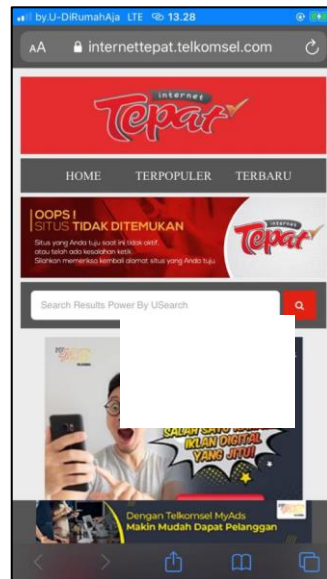 by.U-DiRumahAja LTE 13.28
AA internettepat.telkomsel.com
internet
Tepat
HOME TERPOPULER TERBARU
OOPS !
SITUS TIDAK DITEMUKAN
Situs yang Anda tuju saat ini tidak aktif,
atau telah ada kesalahan ketik.
Silahkan memeriksa kembali alamat situs yang Anda tuju
internet
Tepat
Search Results Power By USearch
SALAH SATU
IKLAN DIGITAL
YANG JITU!
Dengan Telkomsel MyAds
Makin Mudah Dapat Pelanggan